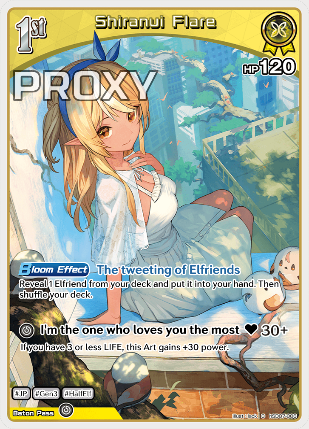 1st
Shiranui Flare
HP120
PROXY
Bloom Effect The tweeting of Elfriends
Reveal 1 Elfriend from your deck and put it into your hand. Then
shuffle your deck.
I'm the one who loves you the most ♥ 30+
If you have 3 or less LIFE, this Art gains +30 power.
#JP #Gen3 #HalfElf
Baton Pass